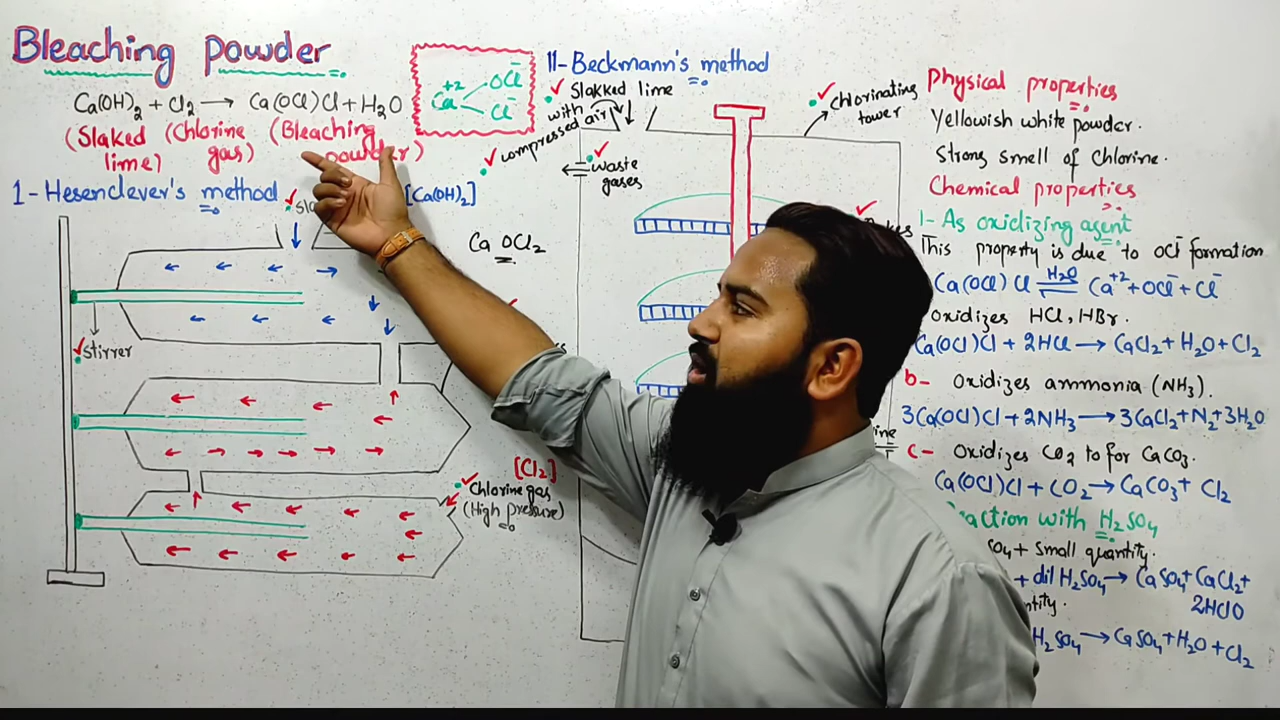 Bleaching powder
Ca(OH)2 + Cl2 → Ca(OCl)Cl + H2O
(Slaked lime) (Chlorine gas) (Bleaching powder)
+2
Ca OCl⁻
Cl⁻
I- Hesenclever's method
[Ca(OH)2]
Ca OCl2
stirrer
[Cl2]
Chlorine gas
(High pressure)
II- Beckmann's method
Slakked lime
with
compressed air
chlorinating
tower
waste
gases
Physical properties
Yellowish white powder.
Strong smell of chlorine.
Chemical properties
1- As oxidizing agent
This property is due to OCl⁻ formation
Ca(OCl)Cl H2O ⇌ Ca+2 + OCl⁻ + Cl⁻
Oxidizes HCl, HBr.
Ca(OCl)Cl + 2HCl → CaCl2 + H2O + Cl2
b- Oxidizes ammonia (NH3).
3Ca(OCl)Cl + 2NH3 → 3CaCl2 + N2 + 3H2O
c- Oxidizes CO2 to for CaCO3.
Ca(OCl)Cl + CO2 → CaCO3 + Cl2
with H2SO4
+ small quantity.
+ dil H2SO4 → CaSO4 + CaCl2 +
2HClO
H2SO4 → CaSO4 + H2O + Cl2